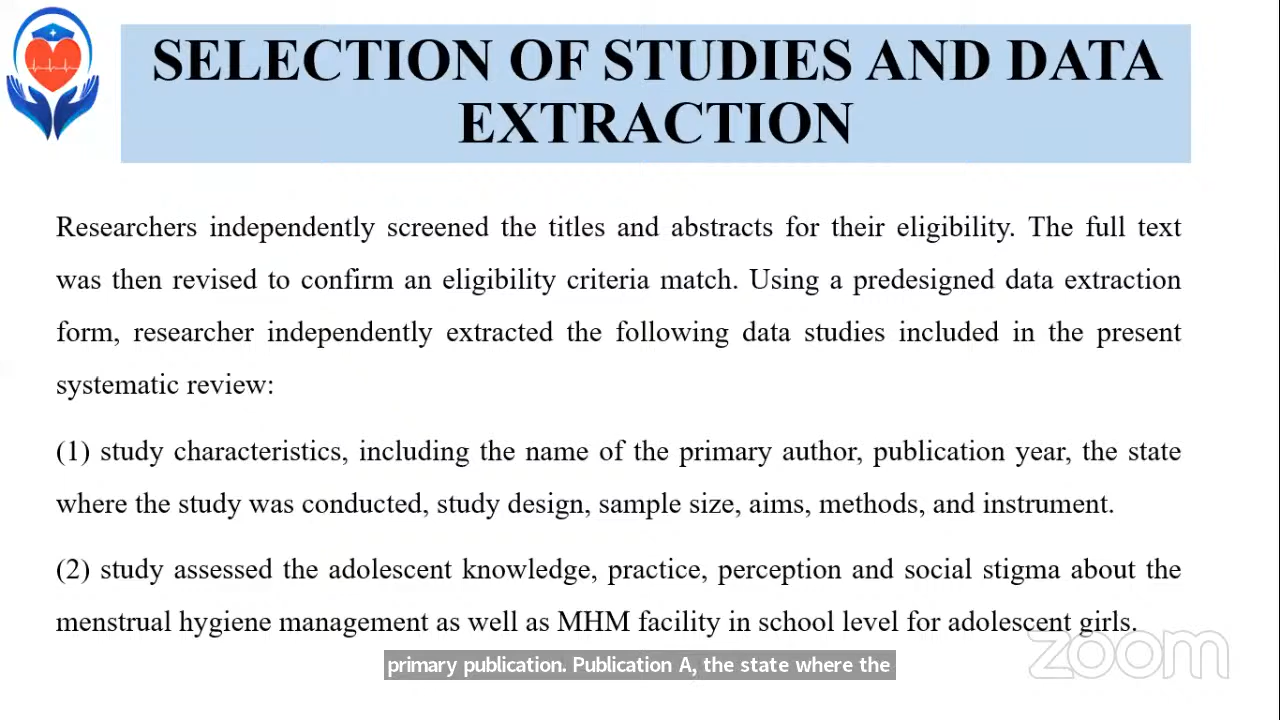 SELECTION OF STUDIES AND DATA
EXTRACTION
Researchers independently screened the titles and abstracts for their eligibility. The full text
was then revised to confirm an eligibility criteria match. Using a predesigned data extraction
form, researcher independently extracted the following data studies included in the present
systematic review:
(1) study characteristics, including the name of the primary author, publication year, the state
where the study was conducted, study design, sample size, aims, methods, and instrument.
(2) study assessed the adolescent knowledge, practice, perception and social stigma about the
menstrual hygiene management as well as MHM facility in school level for adolescent girls.
zoom
primary publication. Publication A, the state where the